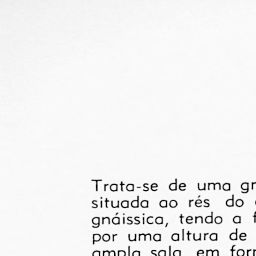 Trata-se de uma
situada ao rés do
gnáissica, tendo a
por uma altura de
ampla sala em